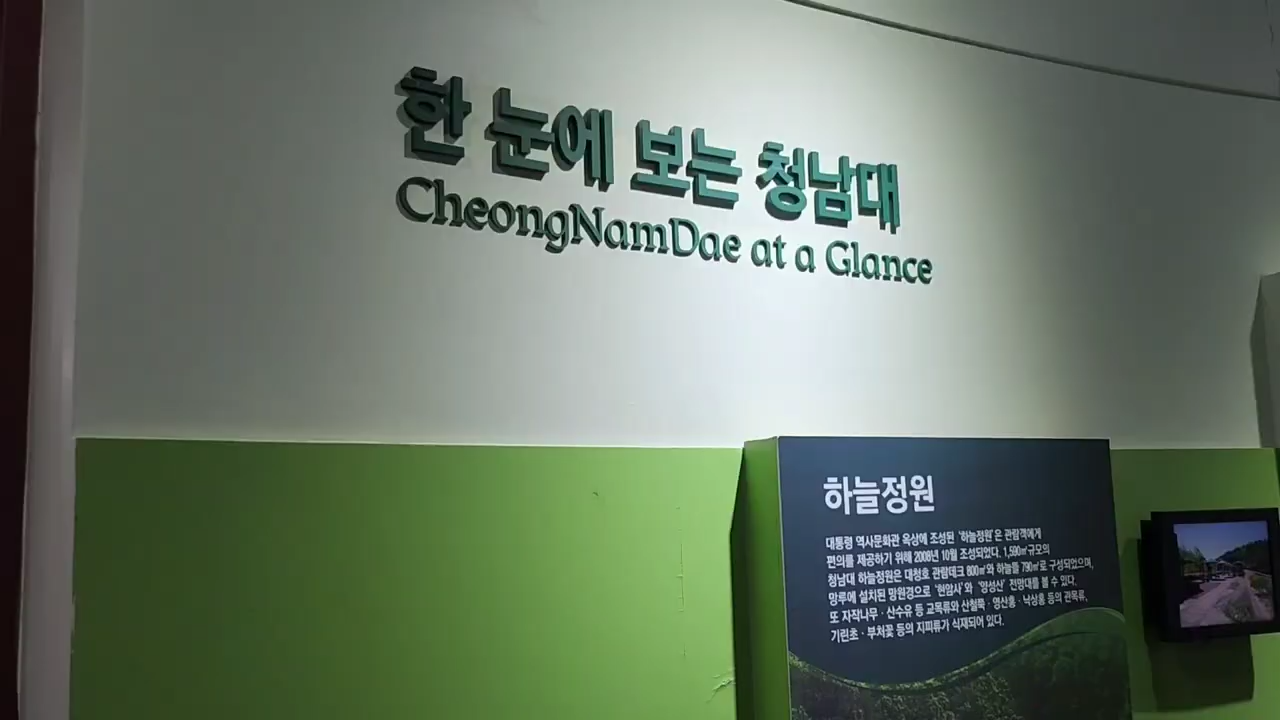 한 눈에 보는 청남대
CheongNamDae at a Glance
하늘정원
대통령 역사문화관 옥상에 조성된 '하늘정원'은 관람객에게
편의를 제공하기 위해 2008년 10월 조성되었다. 1,590㎡규모의
청남대 하늘정원은 대청호 관람테크 800㎡와 하늘뜰 790㎡로 구성되었으며,
망루에 설치된 망원경으로 '현암사'와 '양성산' 전망대를 볼 수 있다.
또 자작나무 · 산수유 등 교목류와 산철쭉 · 영산홍 · 낙상홍 등의 관목류,
기린초 · 부처꽃 등의 지피류가 식재되어 있다.